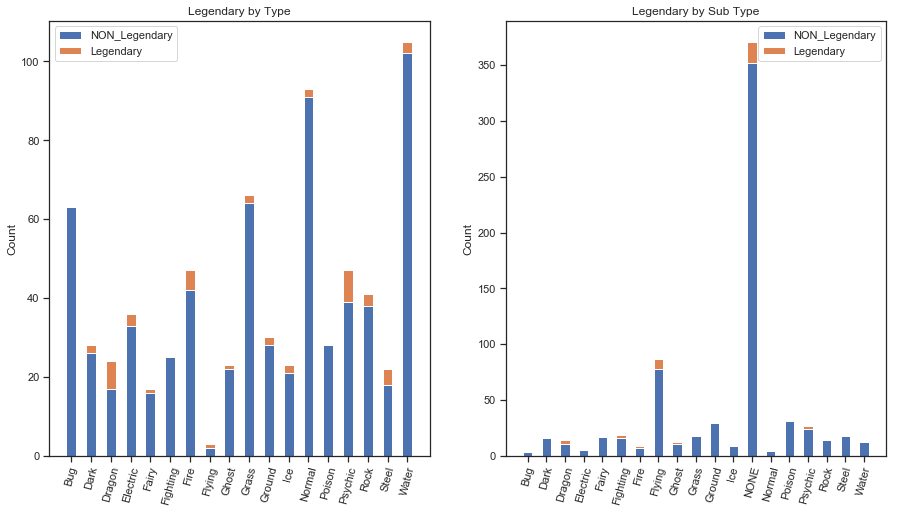 Legendary by Type
NON_Legendary
Legendary
Count
0
20
40
60
80
100
Bug
Dark
Dragon
Electric
Fairy
Fighting
Fire
Flying
Ghost
Grass
Ground
Ice
Normal
Poison
Psychic
Rock
Steel
Water
Legendary by Sub Type
NON_Legendary
Legendary
Count
0
50
100
150
200
250
300
350
Bug
Dark
Dragon
Electric
Fairy
Fighting
Fire
Flying
Ghost
Grass
Ground
Ice
NONE
Normal
Poison
Psychic
Rock
Steel
Water